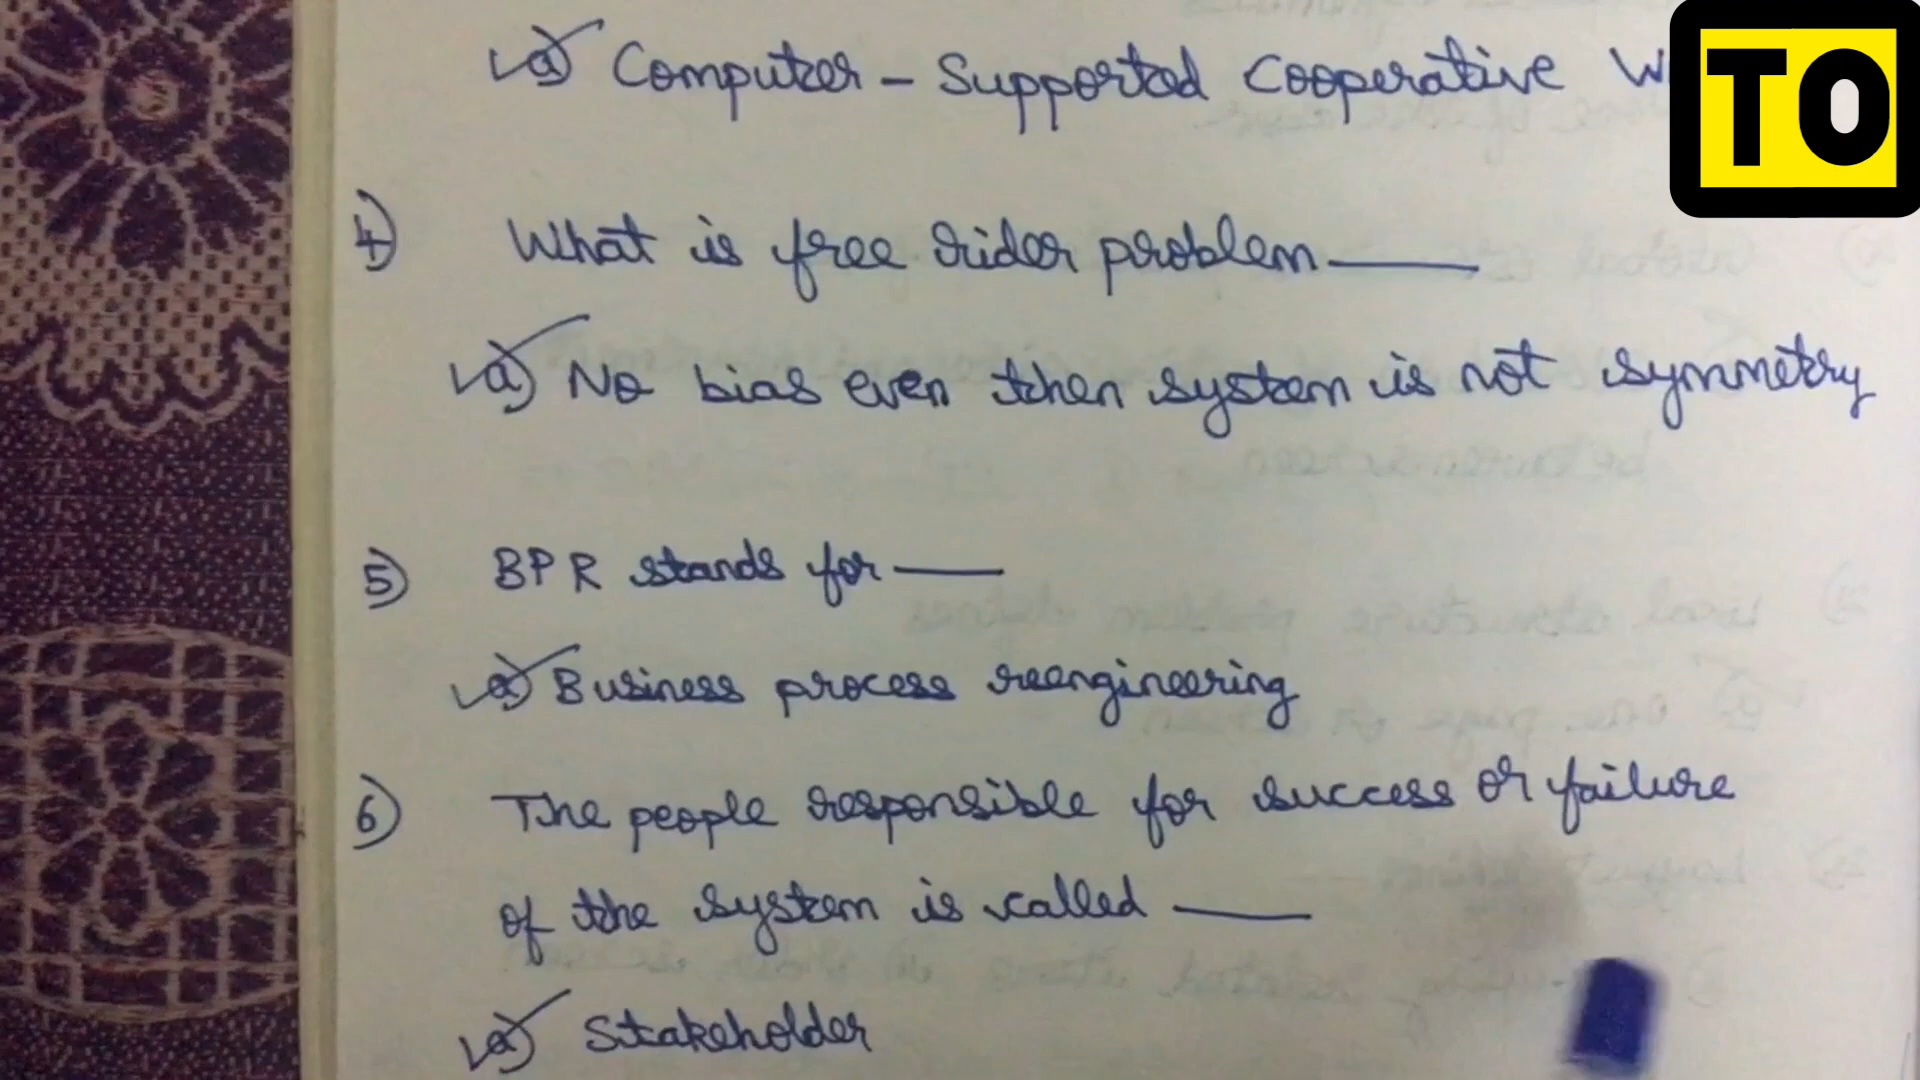 a) Computer - Supported Cooperative W
TO
4) What is free rider problem ____
a) No bias even then system is not symmetry
5) BPR stands for ____
a) Business process reengineering
6) The people responsible for success or failure
of the system is called ____
a) Stakeholder